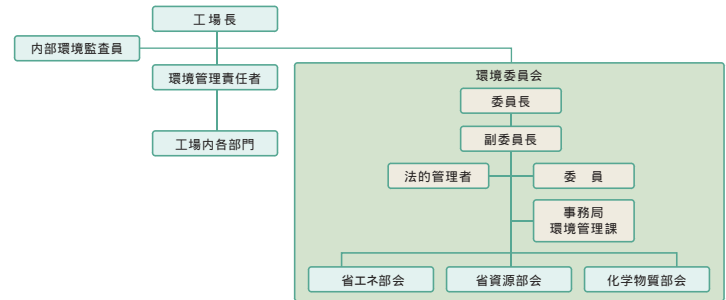 工場長
内部環境監査員
環境管理責任者
工場内各部門
環境委員会
委員長
副委員長
法的管理者
委　員
事務局
環境管理課
省エネ部会
省資源部会
化学物質部会